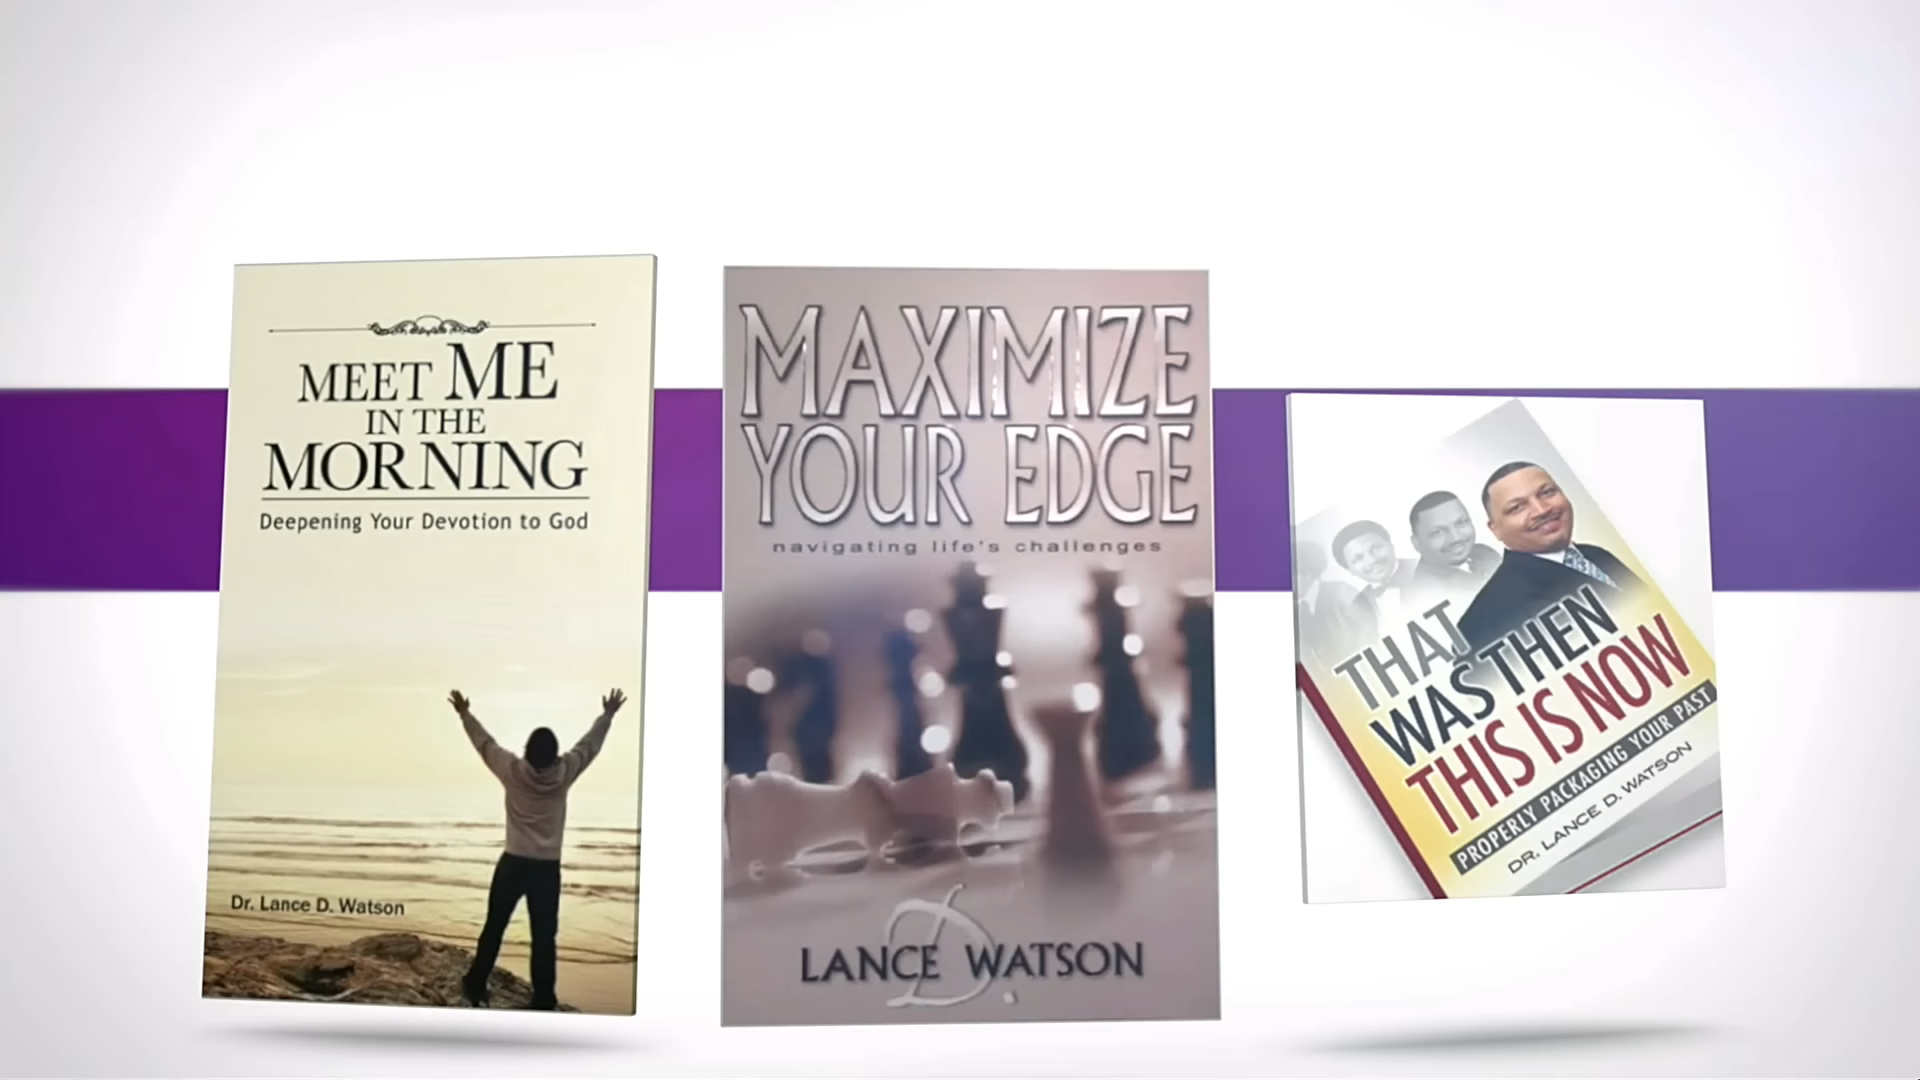 MEET ME
IN THE
MORNING
Deepening Your Devotion to God
Dr. Lance D. Watson
MAXIMIZE
YOUR EDGE
navigating life's challenges
LANCE D. WATSON
THAT
WAS THEN
THIS IS NOW
PROPERLY PACKAGING YOUR PAST
DR. LANCE D. WATSON